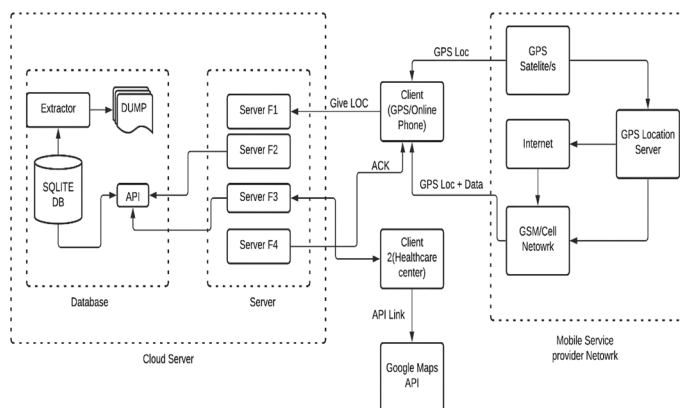 GPS Loc
GPS
Satelite/s
Extractor
DUMP
Server F1
Give LOC
Client
(GPS/Online
Phone)
GPS Location
Server
Server F2
Internet
SQLITE
DB
API
ACK
Server F3
GPS Loc + Data
Server F4
GSM/Cell
Netowrk
Client
2(Healthcare
center)
Database
Server
API Link
Cloud Server
Mobile Service
provider Netowrk
Google Maps
API